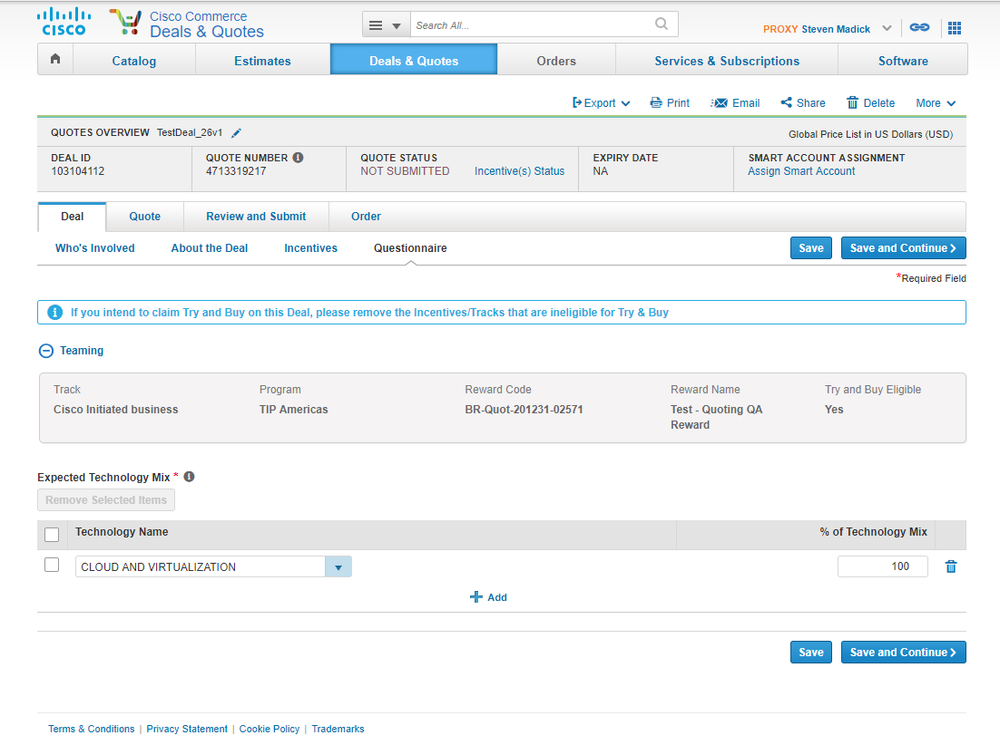 CISCO
Cisco Commerce
Deals & Quotes
Search All...
PROXY Steven Madick
Catalog
Estimates
Deals & Quotes
Orders
Services & Subscriptions
Software
Export
Print
Email
Share
Delete
More
QUOTES OVERVIEW TestDeal_26v1
Global Price List in US Dollars (USD)
DEAL ID
103104112
QUOTE NUMBER
4713319217
QUOTE STATUS
NOT SUBMITTED
Incentive(s) Status
EXPIRY DATE
NA
SMART ACCOUNT ASSIGNMENT
Assign Smart Account
Deal
Quote
Review and Submit
Order
Who's Involved
About the Deal
Incentives
Questionnaire
Save
Save and Continue
*Required Field
If you intend to claim Try and Buy on this Deal, please remove the Incentives/Tracks that are ineligible for Try & Buy
Teaming
Track
Cisco Initiated business
Program
TIP Americas
Reward Code
BR-Quot-201231-02571
Reward Name
Test - Quoting QA
Reward
Try and Buy Eligible
Yes
Expected Technology Mix *
Remove Selected Items
Technology Name
% of Technology Mix
CLOUD AND VIRTUALIZATION
100
Add
Save
Save and Continue
Terms & Conditions | Privacy Statement | Cookie Policy | Trademarks